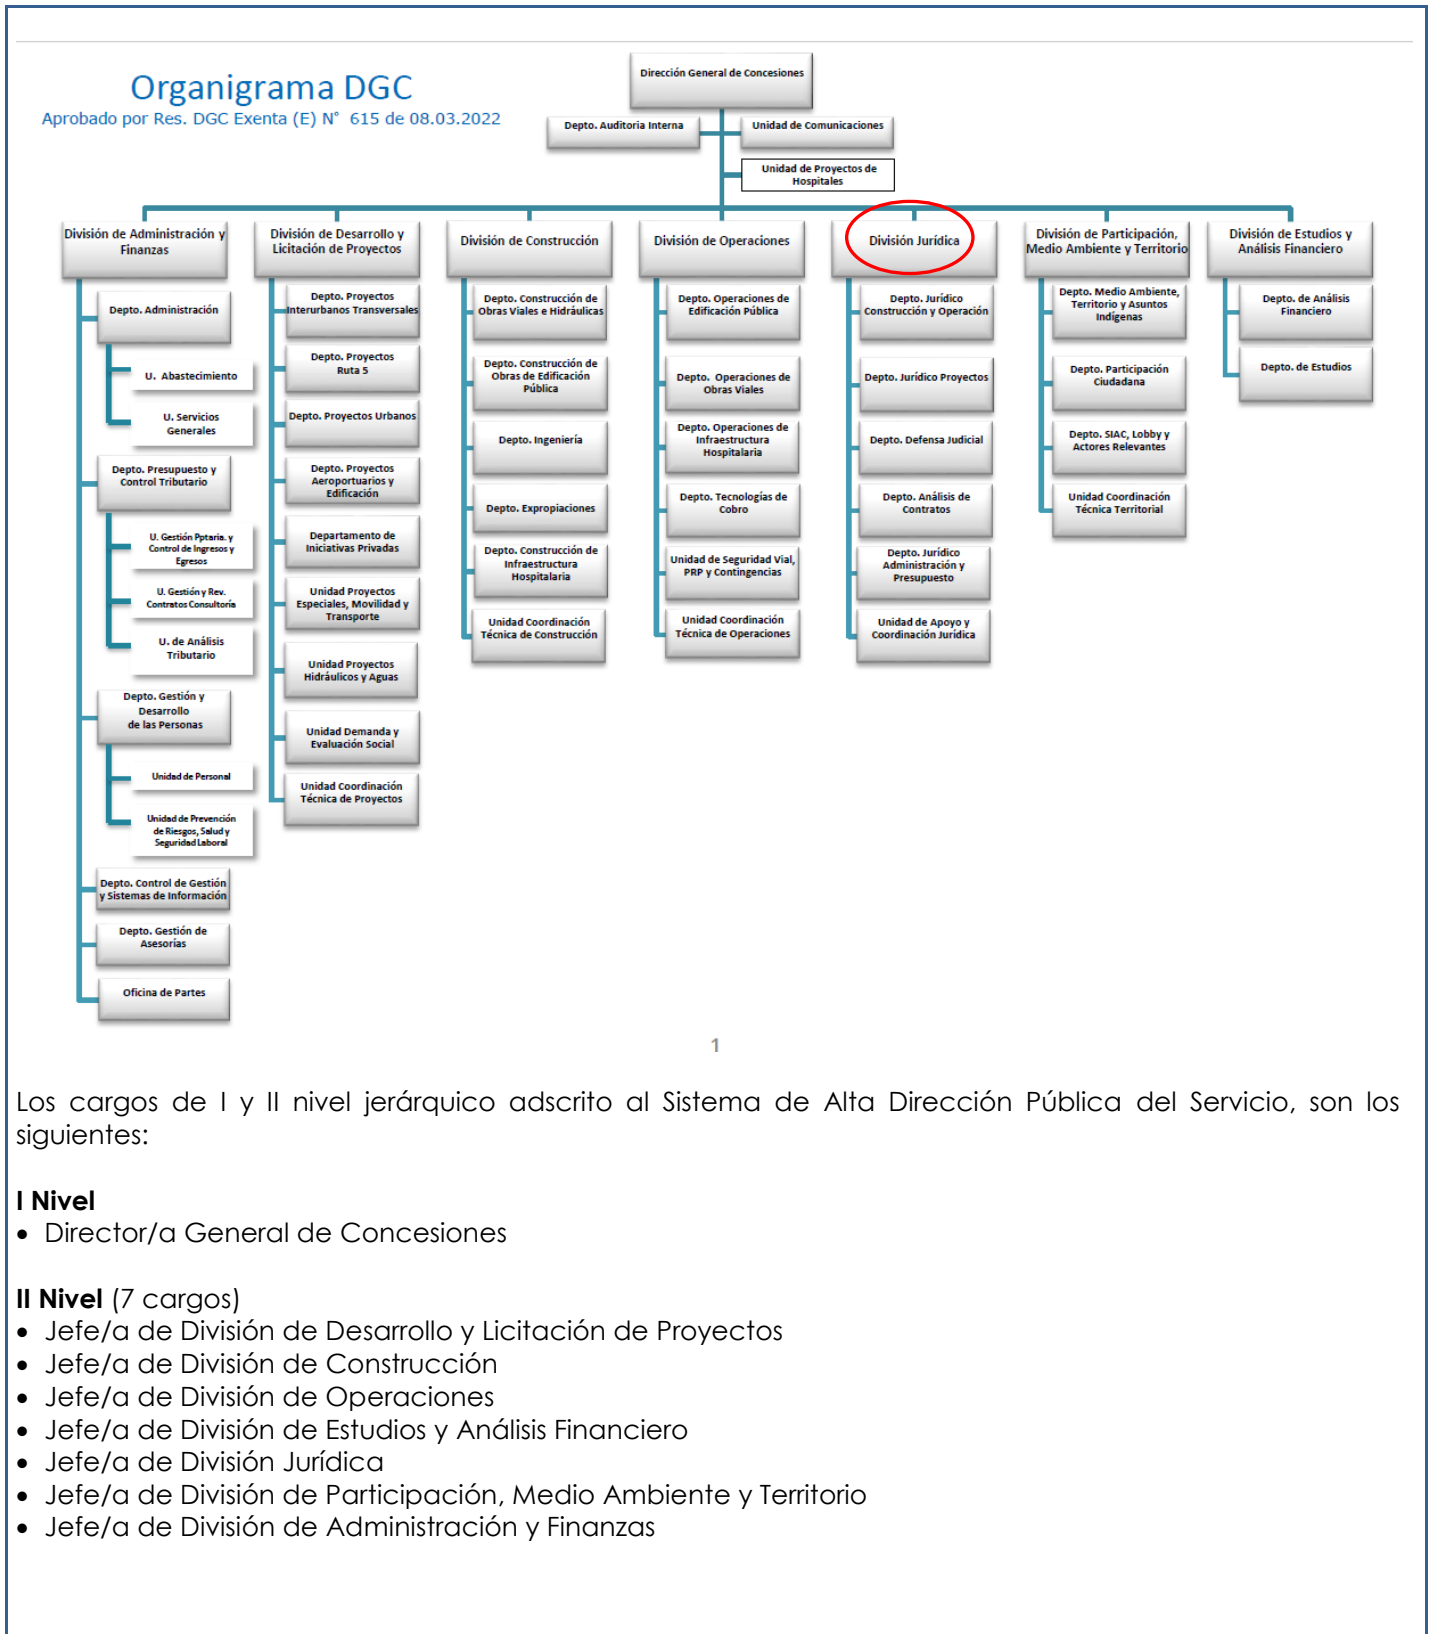 Organigrama DGC
Aprobado por Res. DGC Exenta (E) N° 615 de 08.03.2022
Dirección General de Concesiones
Depto. Auditoria Interna
Unidad de Comunicaciones
Unidad de Proyectos de
Hospitales
División de Administración y
Finanzas
Depto. Administración
U. Abastecimiento
U. Servicios
Generales
Depto. Presupuesto y
Control Tributario
U. Gestión Pptaria. y
Control de Ingresos y
Egresos
U. Gestión y Rev.
Contratos Consultoría
U. de Análisis
Tributario
Depto. Gestión y
Desarrollo
de las Personas
Unidad de Personal
Unidad de Prevención
de Riesgos, Salud y
Seguridad Laboral
Depto. Control de Gestión
y Sistemas de Información
Depto. Gestión de
Asesorías
Oficina de Partes
División de Desarrollo y
Licitación de Proyectos
Depto. Proyectos
Interurbanos Transversales
Depto. Proyectos
Ruta 5
Depto. Proyectos Urbanos
Depto. Proyectos
Aeroportuarios y
Edificación
Departamento de
Iniciativas Privadas
Unidad Proyectos
Especiales, Movilidad y
Transporte
Unidad Proyectos
Hidráulicos y Aguas
Unidad Demanda y
Evaluación Social
Unidad Coordinación
Técnica de Proyectos
División de Construcción
Depto. Construcción de
Obras Viales e Hidráulicas
Depto. Construcción de
Obras de Edificación
Pública
Depto. Ingeniería
Depto. Expropiaciones
Depto. Construcción de
Infraestructura
Hospitalaria
Unidad Coordinación
Técnica de Construcción
División de Operaciones
Depto. Operaciones de
Edificación Pública
Depto. Operaciones de
Obras Viales
Depto. Operaciones de
Infraestructura
Hospitalaria
Depto. Tecnologías de
Cobro
Unidad de Seguridad Vial,
PRP y Contingencias
Unidad Coordinación
Técnica de Operaciones
División Jurídica
Depto. Jurídico
Construcción y Operación
Depto. Jurídico Proyectos
Depto. Defensa Judicial
Depto. Análisis de
Contratos
Depto. Jurídico
Administración y
Presupuesto
Unidad de Apoyo y
Coordinación Jurídica
División de Participación,
Medio Ambiente y Territorio
Depto. Medio Ambiente,
Territorio y Asuntos
Indígenas
Depto. Participación
Ciudadana
Depto. SIAC, Lobby y
Actores Relevantes
Unidad Coordinación
Técnica Territorial
División de Estudios y
Análisis Financiero
Depto. de Análisis
Financiero
Depto. de Estudios
1
Los cargos de I y II nivel jerárquico adscrito al Sistema de Alta Dirección Pública del Servicio, son los
siguientes:
I Nivel
• Director/a General de Concesiones
II Nivel (7 cargos)
• Jefe/a de División de Desarrollo y Licitación de Proyectos
• Jefe/a de División de Construcción
• Jefe/a de División de Operaciones
• Jefe/a de División de Estudios y Análisis Financiero
• Jefe/a de División Jurídica
• Jefe/a de División de Participación, Medio Ambiente y Territorio
• Jefe/a de División de Administración y Finanzas